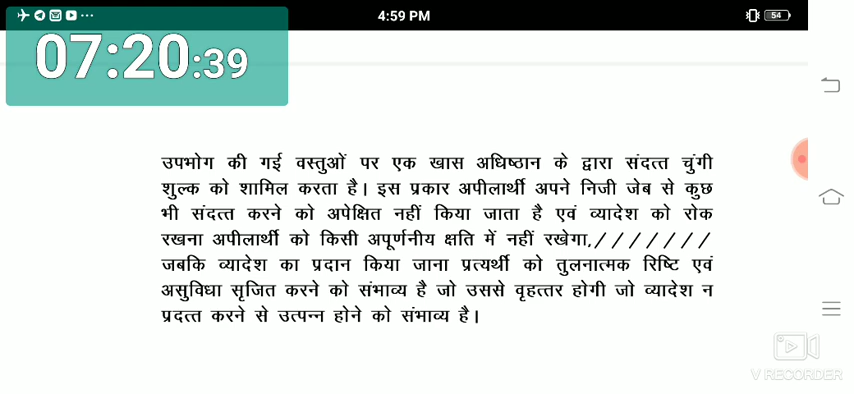 4:59 PM
54
07:20:39
उपभोग की गई वस्तुओं पर एक खास अधिष्ठान के द्वारा संदत्त चुंगी
शुल्क को शामिल करता है। इस प्रकार अपीलार्थी अपने निजी जेब से कुछ
भी संदत्त करने को अपेक्षित नहीं किया जाता है एवं व्यादेश को रोक
रखना अपीलार्थी को किसी अपूर्णनीय क्षति में नहीं रखेगा,///////
जबकि व्यादेश का प्रदान किया जाना प्रत्यर्थी को तुलनात्मक रिष्टि एवं
असुविधा सृजित करने को संभाव्य है जो उससे वृहत्तर होगी जो व्यादेश न
प्रदत्त करने से उत्पन्न होने को संभाव्य है।
V RECORDER